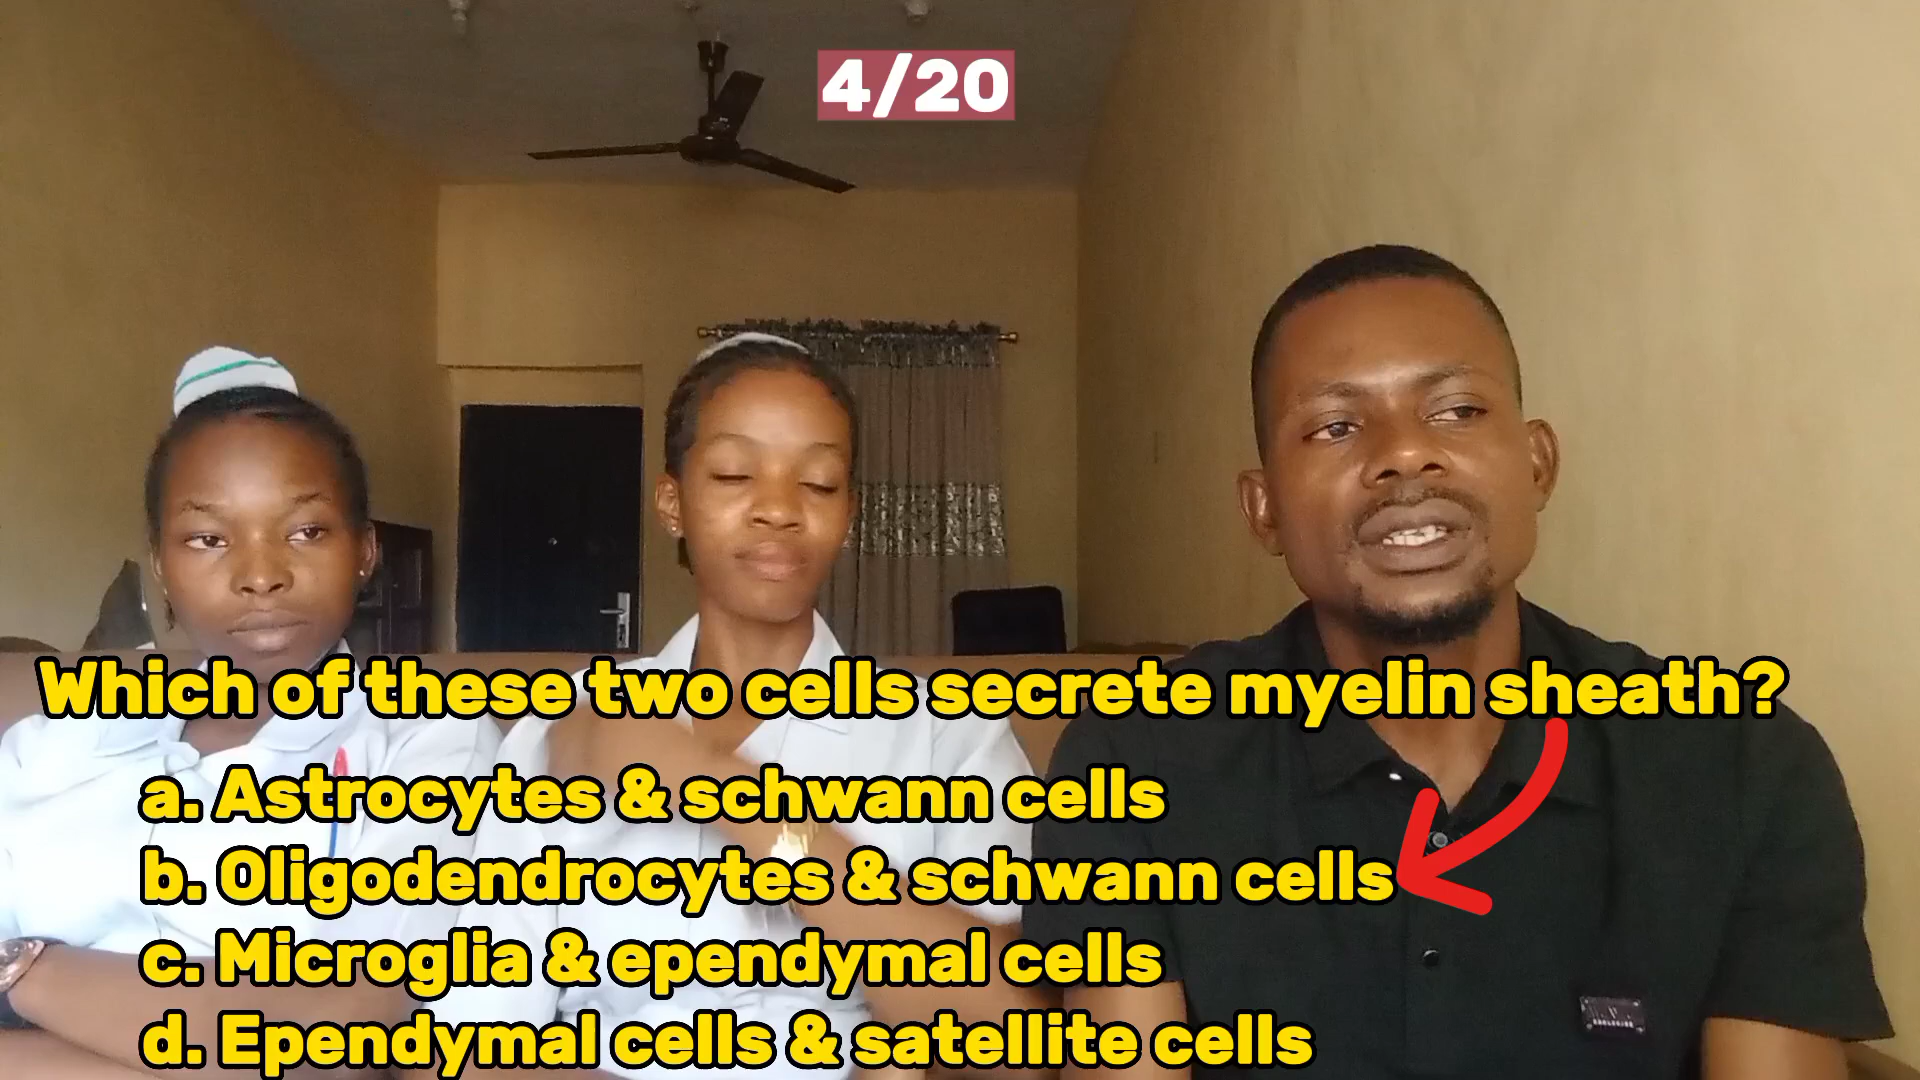 4/20
Which of these two cells secrete myelin sheath?
a. Astrocytes & schwann cells
b. Oligodendrocytes & schwann cells
c. Microglia & ependymal cells
d. Ependymal cells & satellite cells